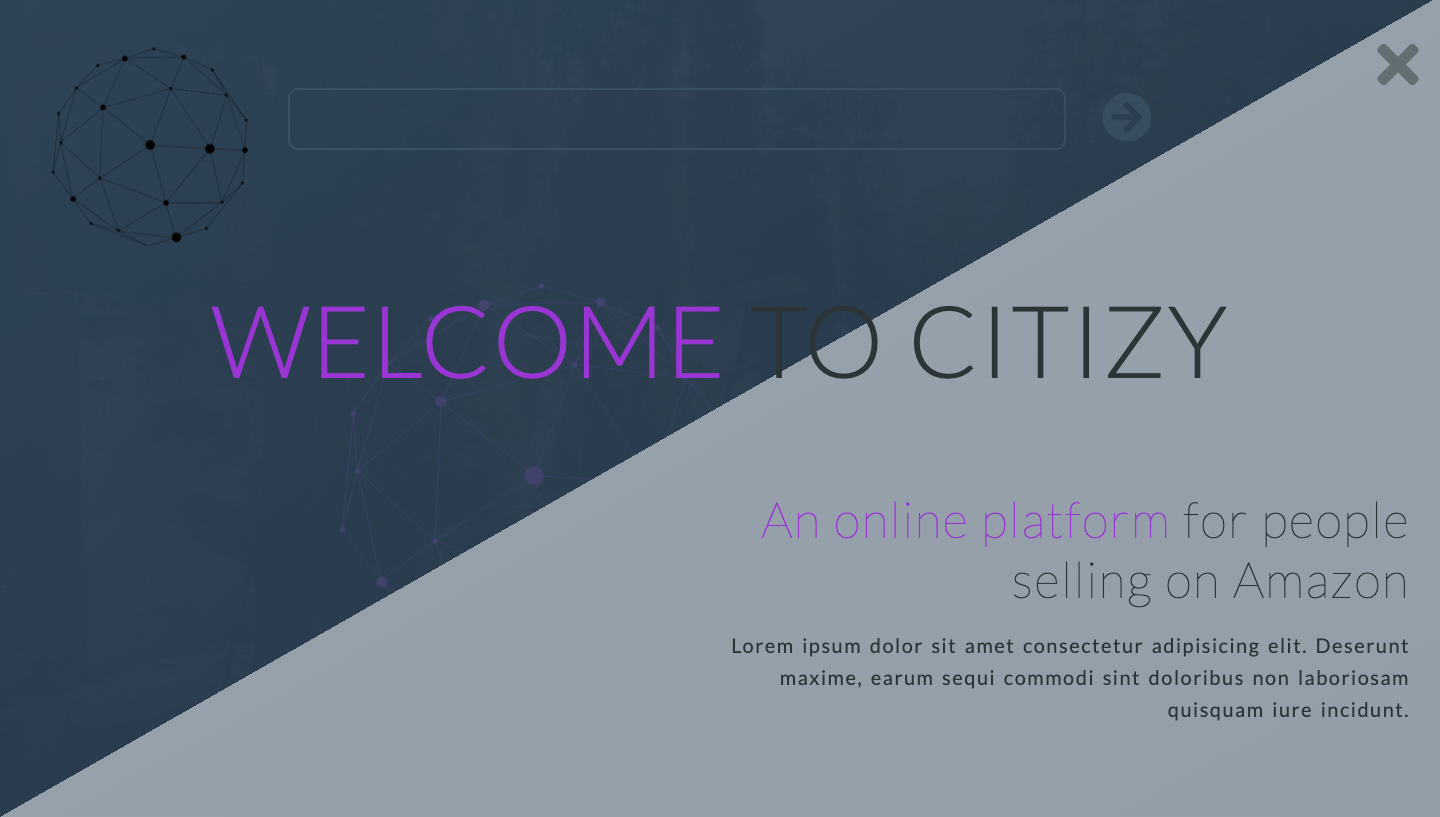 WELCOME TO CITIZY
An online platform for people
selling on Amazon
Lorem ipsum dolor sit amet consectetur adipisicing elit. Deserunt
maxime, earum sequi commodi sint doloribus non laboriosam
quisquam iure incidunt.